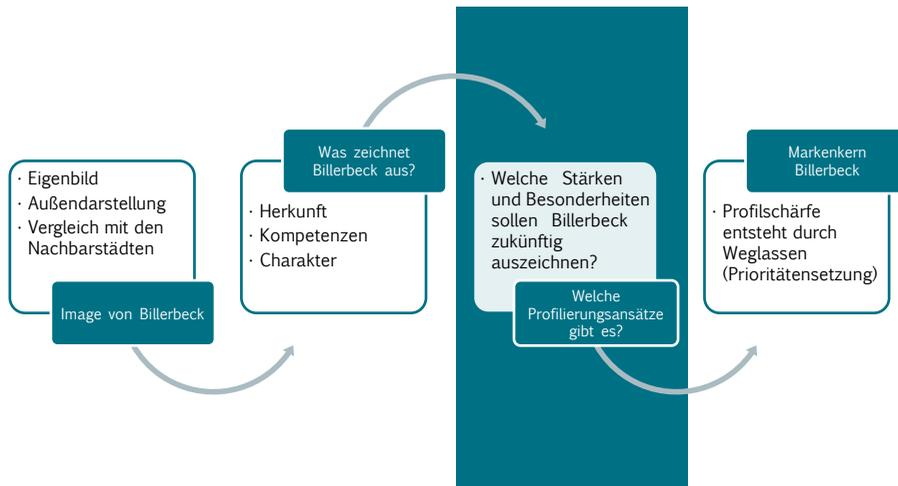 · Eigenbild
· Außendarstellung
· Vergleich mit den
Nachbarstädten
Image von Billerbeck
Was zeichnet
Billerbeck aus?
· Herkunft
· Kompetenzen
· Charakter
· Welche Stärken
und Besonderheiten
sollen Billerbeck
zukünftig
auszeichnen?
Welche
Profilierungsansätze
gibt es?
Markenkern
Billerbeck
· Profilschärfe
entsteht durch
Weglassen
(Prioritätensetzung)